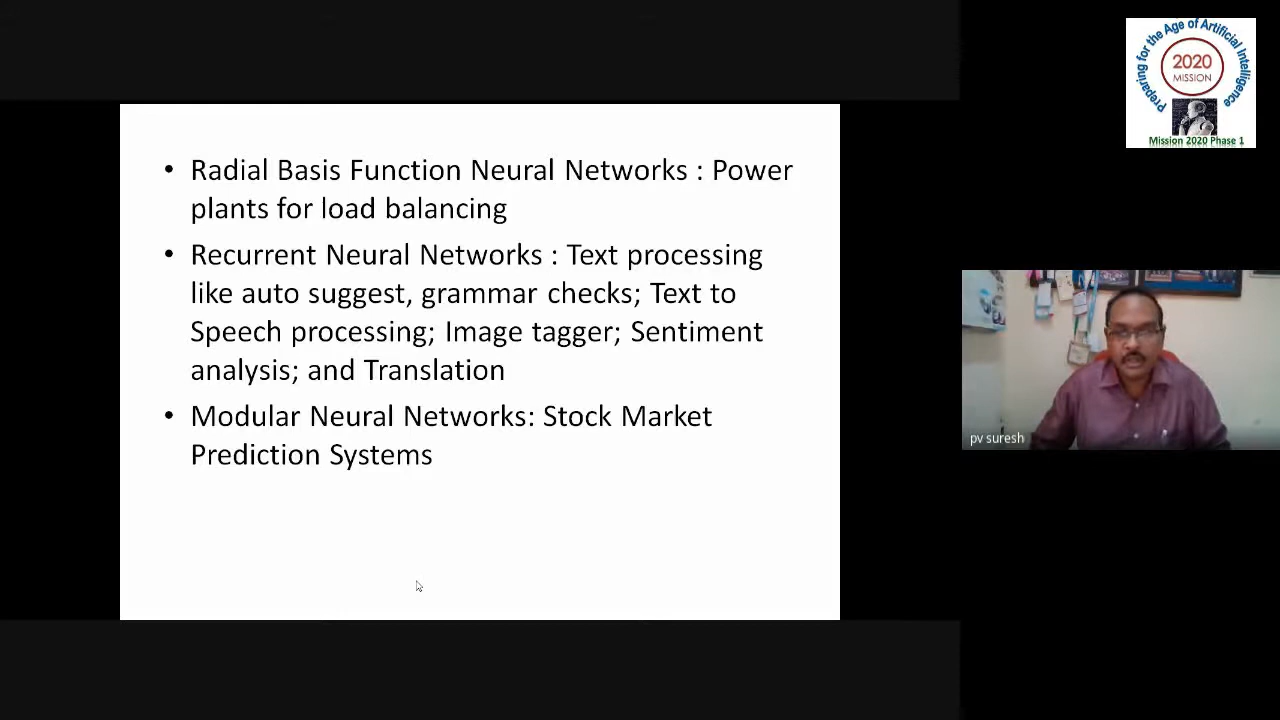 • Radial Basis Function Neural Networks : Power
plants for load balancing
• Recurrent Neural Networks : Text processing
like auto suggest, grammar checks; Text to
Speech processing; Image tagger; Sentiment
analysis; and Translation
• Modular Neural Networks: Stock Market
Prediction Systems
Preparing for the Age of Artificial Intelligence
2020
MISSION
Mission 2020 Phase 1
pv suresh